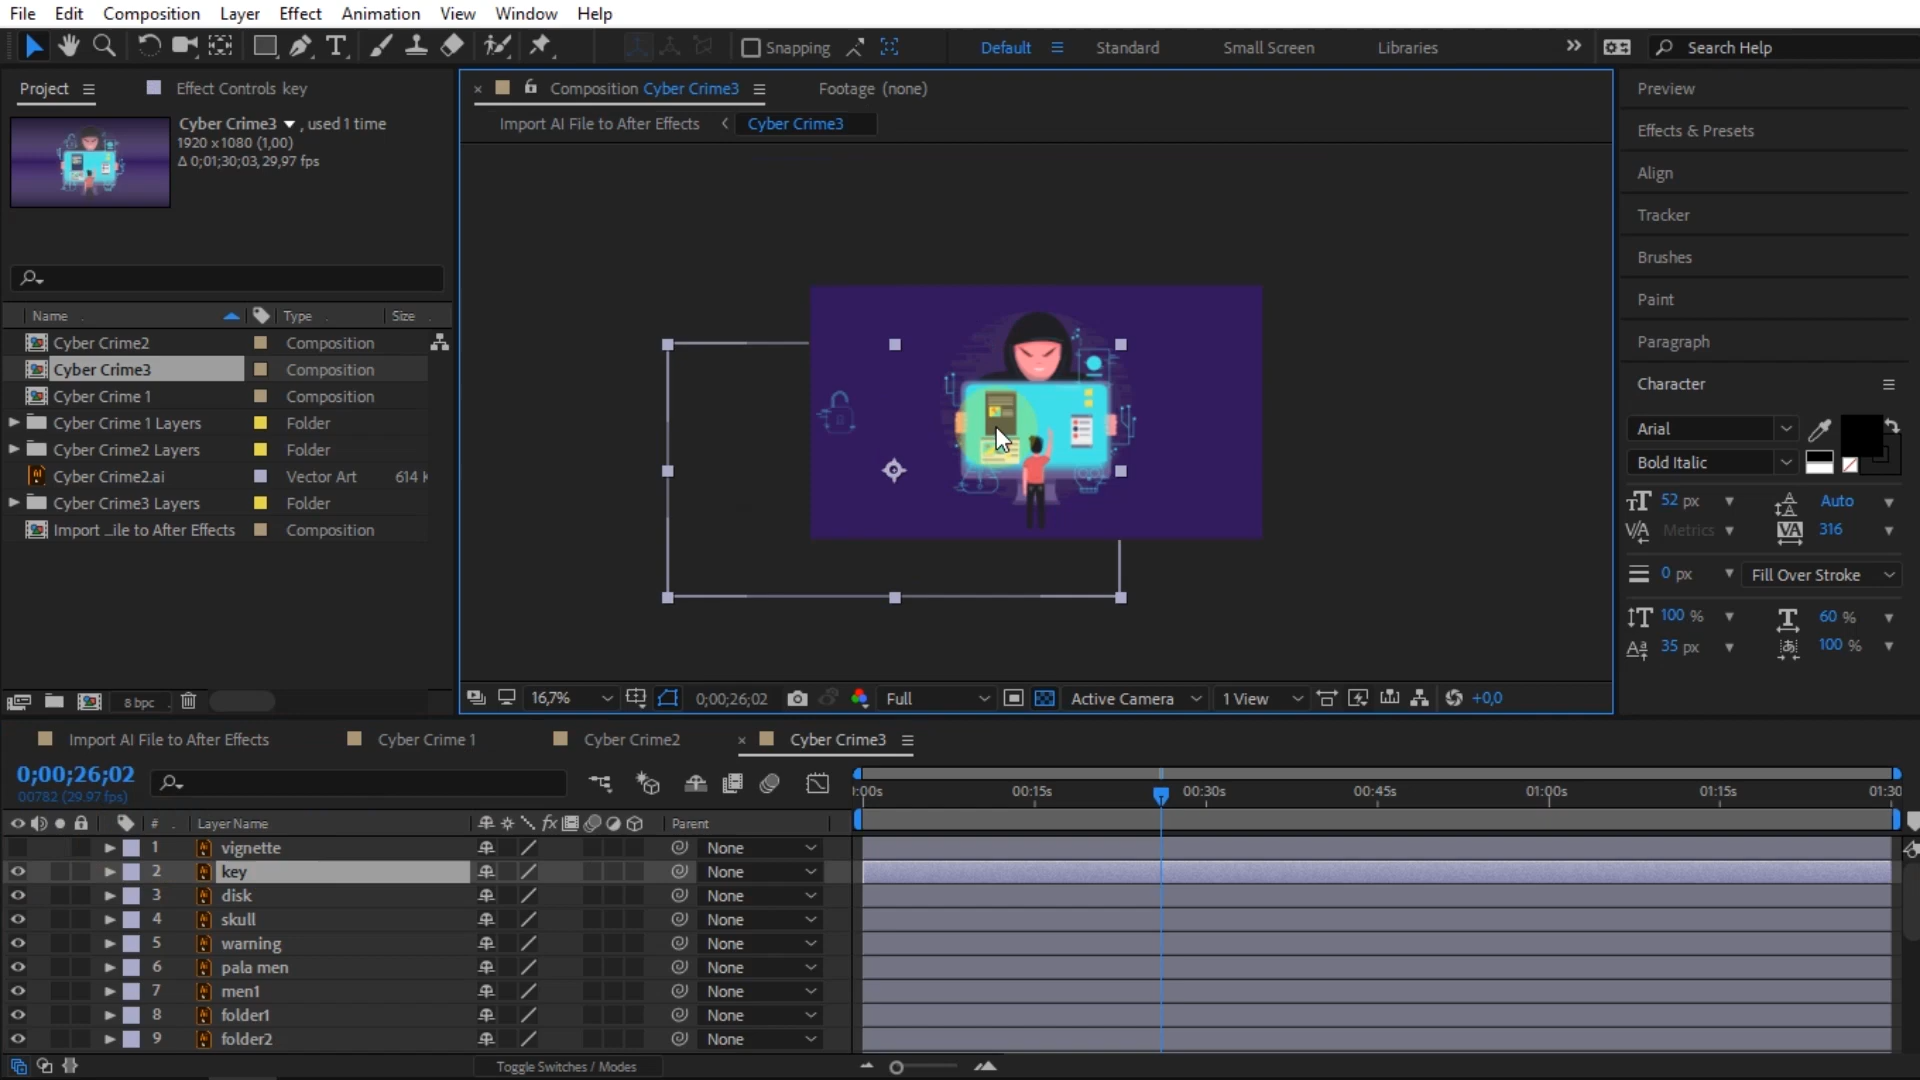 File Edit Composition Layer Effect Animation View Window Help
Snapping Default Standard Small Screen Libraries Search Help
Project Effect Controls key
Cyber Crime3 , used 1 time
1920 x1080 (1,00)
Δ 0;01;30;03, 29,97 fps
Name Type Size
Cyber Crime2 Composition
Cyber Crime3 Composition
Cyber Crime 1 Composition
Cyber Crime 1 Layers Folder
Cyber Crime2 Layers Folder
Cyber Crime2.ai Vector Art 614 K
Cyber Crime3 Layers Folder
Import ...ile to After Effects Composition
8 bpc
Composition Cyber Crime3 Footage (none)
Import AI File to After Effects Cyber Crime3
16,7% 0;00;26;02 Full Active Camera 1 View +0,0
Preview
Effects & Presets
Align
Tracker
Brushes
Paint
Paragraph
Character
Arial
Bold Italic
52 px Auto
Metrics 316
0 px Fill Over Stroke
100 % 60 %
35 px 100 %
Import AI File to After Effects Cyber Crime 1 Cyber Crime2 Cyber Crime3
0;00;26;02
00782 (29.97 fps)
:00s 00:15s 00:30s 00:45s 01:00s 01:15s 01:30
# Layer Name Parent
1 vignette None
2 key None
3 disk None
4 skull None
5 warning None
6 pala men None
7 men1 None
8 folder1 None
9 folder2 None
Toggle Switches / Modes